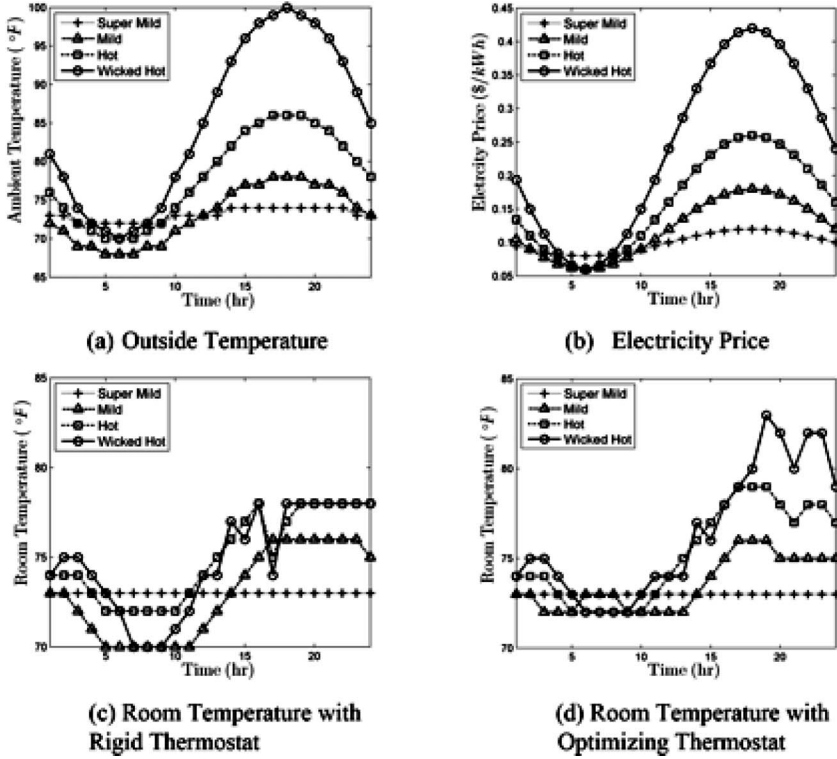 Ambient Temperature ( °F)
100
95
90
85
80
75
70
65
5
10
15
20
Time (hr)
Super Mild
Mild
Hot
Wicked Hot
(a) Outside Temperature
Eletrcity Price ($/kWh)
0.45
0.4
0.35
0.3
0.25
0.2
0.15
0.1
0.05
5
10
15
20
Time (hr)
Super Mild
Mild
Hot
Wicked Hot
(b) Electricity Price
Room Temperature ( °F)
85
80
75
70
5
10
15
20
Time (hr)
Super Mild
Mild
Hot
Wicked Hot
(c) Room Temperature with
Rigid Thermostat
Room Temperature ( °F)
85
80
75
70
5
10
15
20
Time (hr)
Super Mild
Mild
Hot
Wicked Hot
(d) Room Temperature with
Optimizing Thermostat